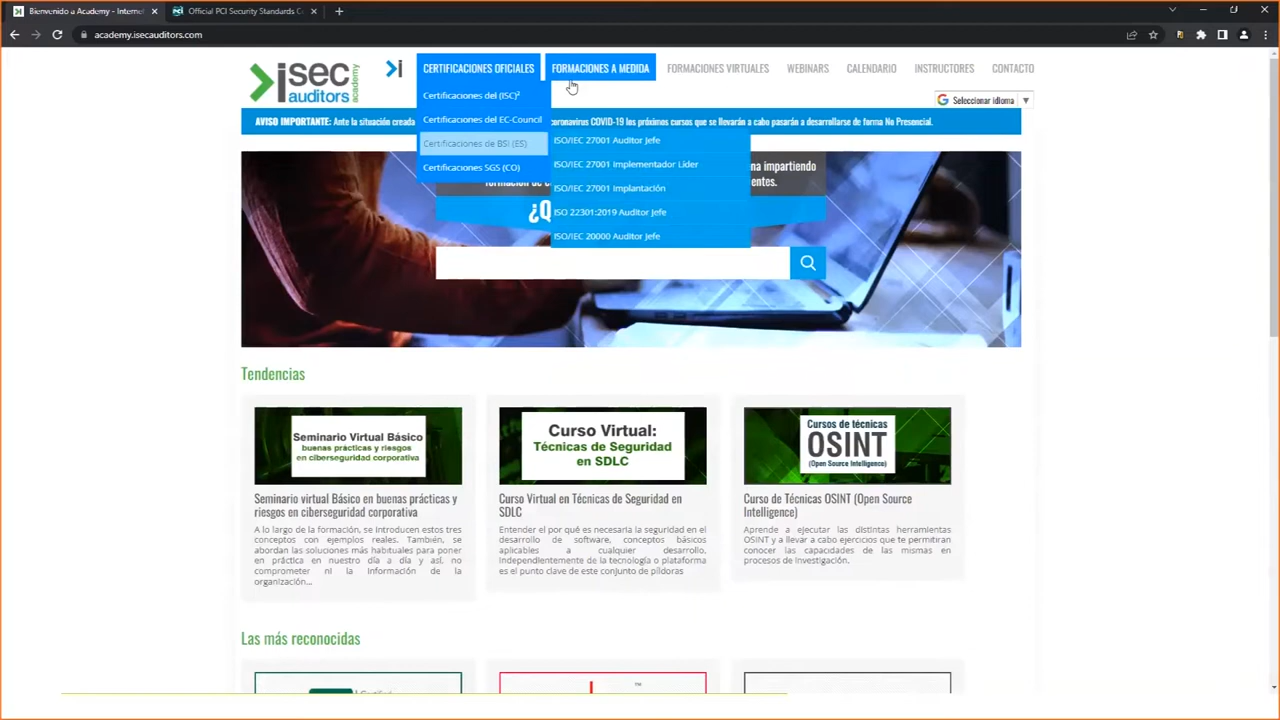 Bienvenido a Academy - Internet
Official PCI Security Standards C
academy.isecauditors.com
isec
auditors
academy
CERTIFICACIONES OFICIALES
FORMACIONES A MEDIDA
FORMACIONES VIRTUALES
WEBINARS
CALENDARIO
INSTRUCTORES
CONTACTO
Certificaciones del (ISC)²
Certificaciones del EC-Council
Certificaciones de BSI (ES)
Certificaciones SGS (CO)
Seleccionar idioma ▼
AVISO IMPORTANTE: Ante la situación creada
coronavirus COVID-19 los próximos cursos que se llevarán a cabo pasarán a desarrollarse de forma No Presencial.
ISO/IEC 27001 Auditor Jefe
ISO/IEC 27001 Implementador Líder
ISO/IEC 27001 Implantación
ISO 22301:2019 Auditor Jefe
ISO/IEC 20000 Auditor Jefe
impartiendo
¿Q
Tendencias
Seminario Virtual Básico
buenas prácticas y riesgos
en ciberseguridad corporativa
Seminario virtual Básico en buenas prácticas y
riesgos en ciberseguridad corporativa
A lo largo de la formación, se introducen estos tres
conceptos con ejemplos reales. También, se
abordan las soluciones más habituales para poner
en práctica en nuestro día a día y así, no
comprometer ni la información de la
organización...
Curso Virtual:
Técnicas de Seguridad
en SDLC
Curso Virtual en Técnicas de Seguridad en
SDLC
Entender el por qué es necesaria la seguridad en el
desarrollo de software, conceptos básicos
aplicables a cualquier desarrollo,
independientemente de la tecnología o plataforma
es el punto clave de este conjunto de píldoras
Cursos de técnicas
OSINT
(Open Source Intelligence)
Curso de Técnicas OSINT (Open Source
Intelligence)
Aprende a ejecutar las distintas herramientas
OSINT y a llevar a cabo ejercicios que te permitiran
conocer las capacidades de las mismas en
procesos de investigación.
Las más reconocidas